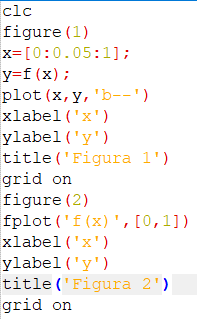 clc
figure(1)
x=[0:0.05:1];
y=f(x);
plot(x,y,'b--')
xlabel('x')
ylabel('y')
title('Figura 1')
grid on
figure(2)
fplot('f(x)',[0,1])
xlabel('x')
ylabel('y')
title('Figura 2')
grid on